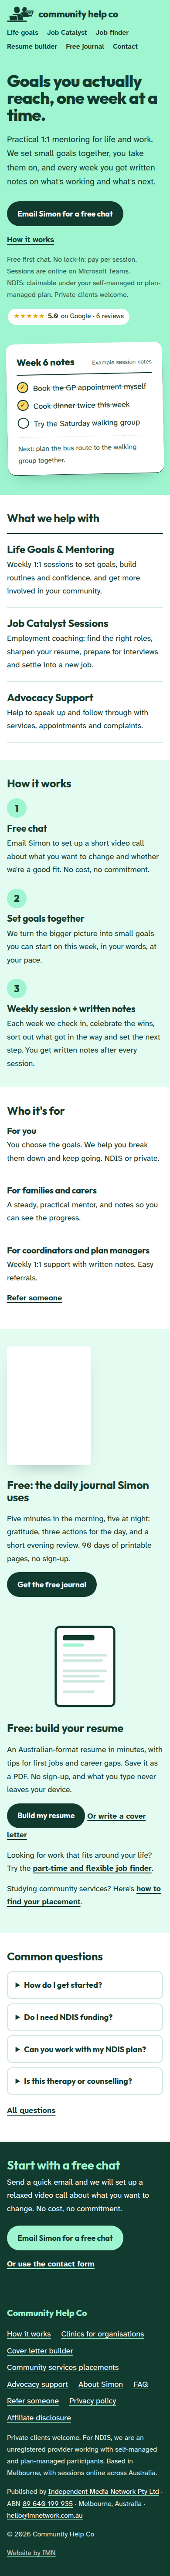 community help co
Life goals Job Catalyst Job finder
Resume builder Free journal Contact
Goals you actually
reach, one week at a
time.
Practical 1:1 mentoring for life and work.
We set small goals together, you take
them on, and every week you get written
notes on what's working and what's next.
Email Simon for a free chat
How it works
Free first chat. No lock-in: pay per session.
Sessions are online on Microsoft Teams.
NDIS: claimable under your self-managed or plan-
managed plan. Private clients welcome.
★★★★★ 5.0 on Google · 6 reviews
Week 6 notes Example session notes
✓ Book the GP appointment myself
✓ Cook dinner twice this week
Try the Saturday walking group
Next: plan the bus route to the walking
group together.
What we help with
Life Goals & Mentoring
Weekly 1:1 sessions to set goals, build
routines and confidence, and get more
involved in your community.
Job Catalyst Sessions
Employment coaching: find the right roles,
sharpen your resume, prepare for interviews
and settle into a new job.
Advocacy Support
Help to speak up and follow through with
services, appointments and complaints.
How it works
1
Free chat
Email Simon to set up a short video call
about what you want to change and whether
we're a good fit. No cost, no commitment.
2
Set goals together
We turn the bigger picture into small goals
you can start on this week, in your words, at
your pace.
3
Weekly session + written notes
Each week we check in, celebrate the wins,
sort out what got in the way and set the next
step. You get written notes after every
session.
Who it's for
For you
You choose the goals. We help you break
them down and keep going. NDIS or private.
For families and carers
A steady, practical mentor, and notes so you
can see the progress.
For coordinators and plan managers
Weekly 1:1 support with written notes. Easy
referrals.
Refer someone
Free: the daily journal Simon
uses
Five minutes in the morning, five at night:
gratitude, three actions for the day, and a
short evening review. 90 days of printable
pages, no sign-up.
Get the free journal
Free: build your resume
An Australian-format resume in minutes, with
tips for first jobs and career gaps. Save it as
a PDF. No sign-up, and what you type never
leaves your device.
Build my resume Or write a cover
letter
Looking for work that fits around your life?
Try the part-time and flexible job finder.
Studying community services? Here's how to
find your placement.
Common questions
▶ How do I get started?
▶ Do I need NDIS funding?
▶ Can you work with my NDIS plan?
▶ Is this therapy or counselling?
All questions
Start with a free chat
Send a quick email and we will set up a
relaxed video call about what you want to
change. No cost, no commitment.
Email Simon for a free chat
Or use the contact form
Community Help Co
How it works Clinics for organisations
Cover letter builder
Community services placements
Advocacy support About Simon FAQ
Refer someone Privacy policy
Affiliate disclosure
Private clients welcome. For NDIS, we are an
unregistered provider working with self-managed
and plan-managed participants. Based in
Melbourne, with sessions online across Australia.
Published by Independent Media Network Pty Ltd ·
ABN 89 640 199 935 · Melbourne, Australia ·
hello@imnetwork.com.au
© 2026 Community Help Co
Website by IMN